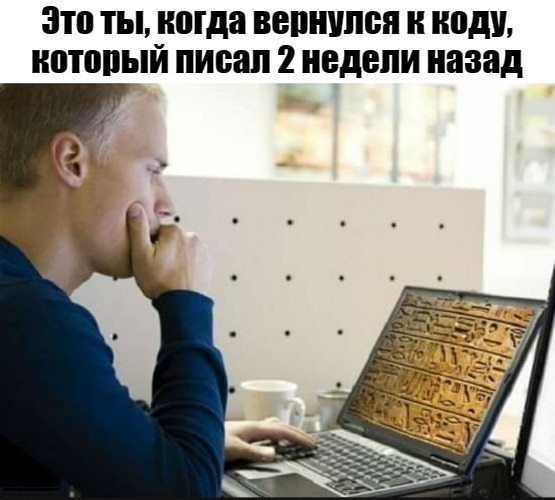 Это ты, когда вернулся к коду,
который писал 2 недели назад